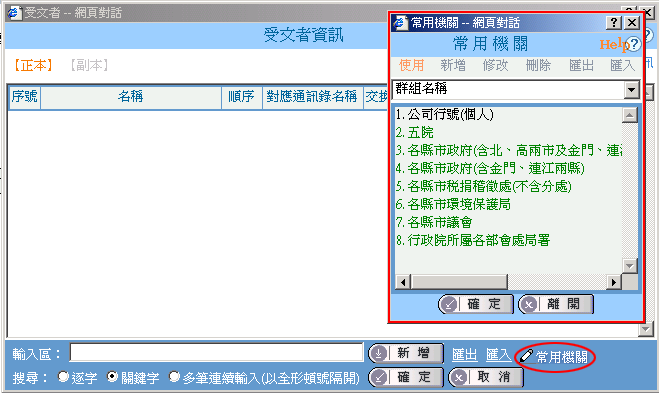 受文者 -- 網頁對話
受文者資訊
【正本】 【副本】
序號 名稱 順序 對應通訊錄名稱 交換
訊
常用機關 -- 網頁對話
常用機關
Help?
使用 新增 修改 刪除 匯出 匯入
群組名稱
1. 公司行號(個人)
2. 五院
3. 各縣市政府(含北、高兩市及金門、連江
4. 各縣市政府(含金門、連江兩縣)
5. 各縣市稅捐稽徵處(不含分處)
6. 各縣市環境保護局
7. 各縣市議會
8. 行政院所屬各部會處局署
確定 離開
輸入區： 新增 匯出 匯入 常用機關
搜尋： 逐字 關鍵字 多筆連續輸入(以全形頓號隔開) 確定 取消